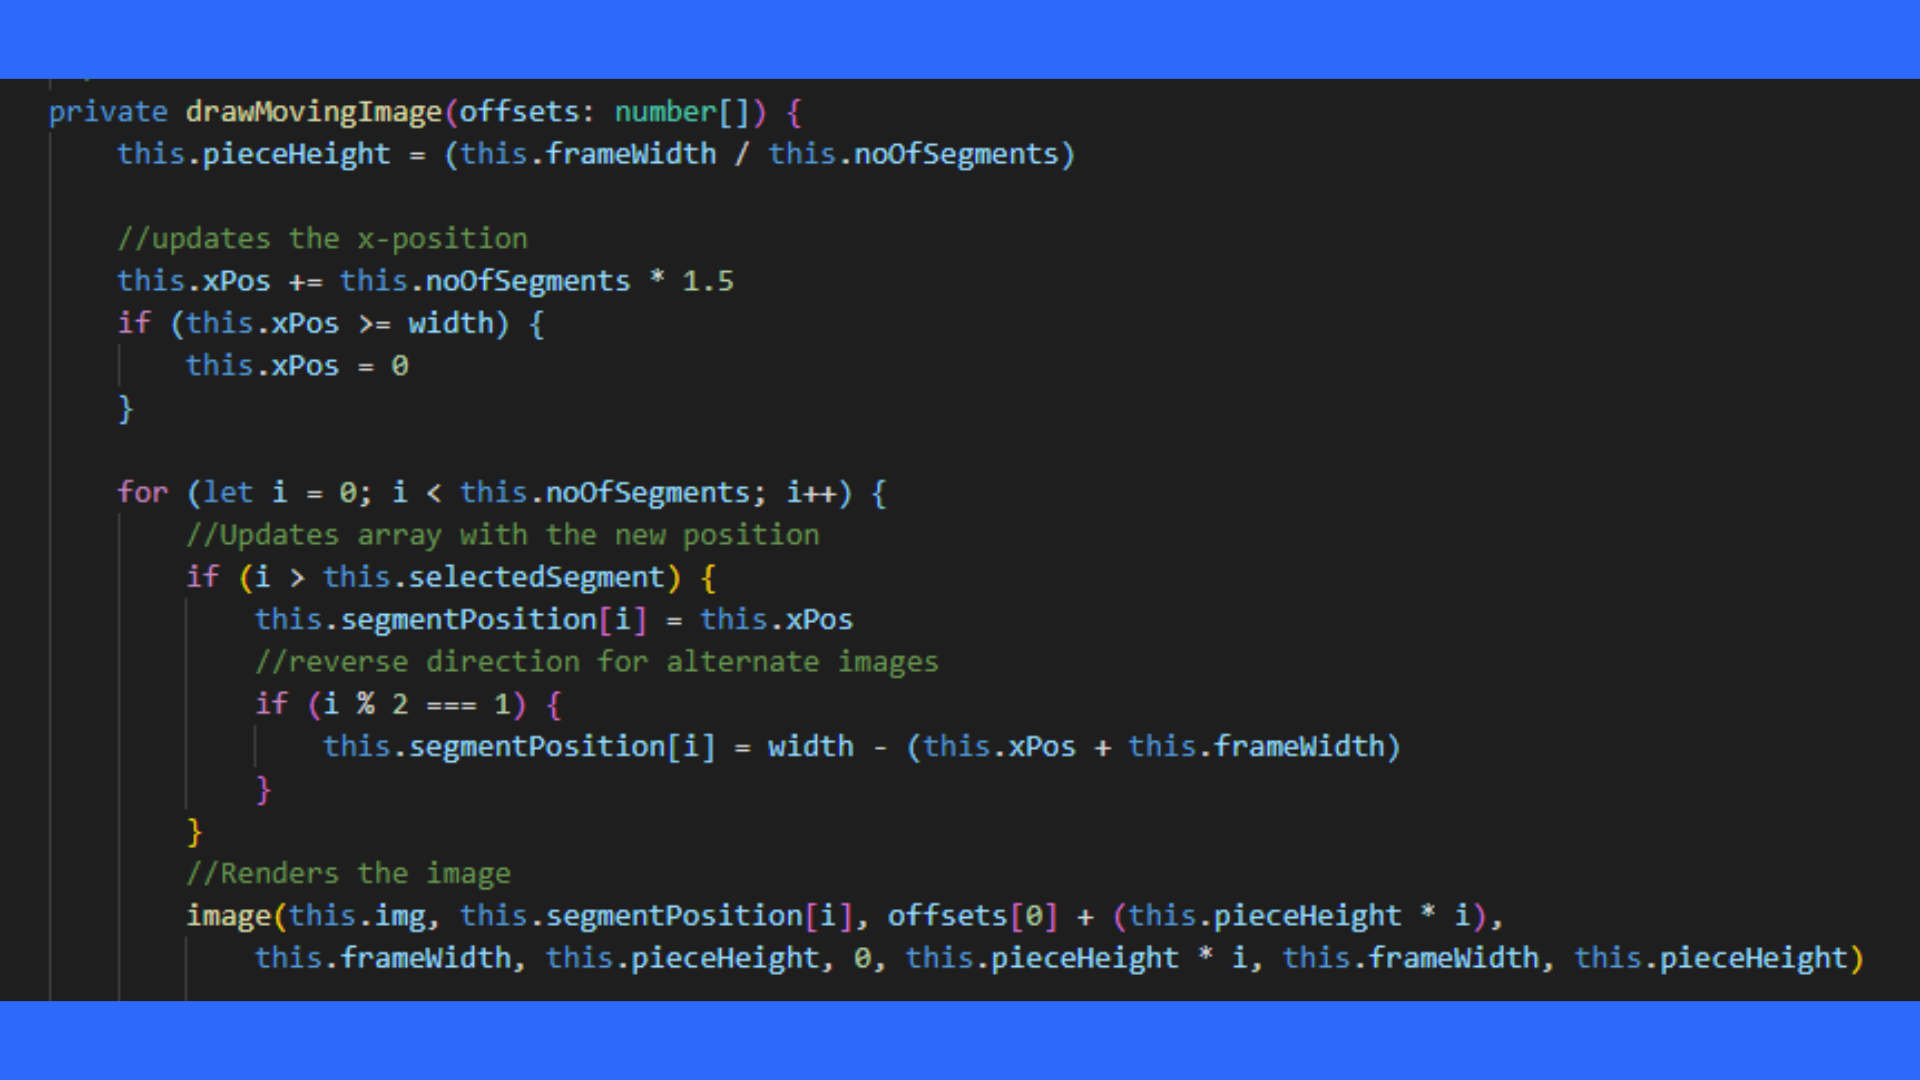 private drawMovingImage(offsets: number[]) {
this.pieceHeight = (this.frameWidth / this.noOfSegments)
//updates the x-position
this.xPos += this.noOfSegments * 1.5
if (this.xPos >= width) {
this.xPos = 0
}
for (let i = 0; i < this.noOfSegments; i++) {
//Updates array with the new position
if (i > this.selectedSegment) {
this.segmentPosition[i] = this.xPos
//reverse direction for alternate images
if (i % 2 === 1) {
this.segmentPosition[i] = width - (this.xPos + this.frameWidth)
}
}
//Renders the image
image(this.img, this.segmentPosition[i], offsets[0] + (this.pieceHeight * i),
this.frameWidth, this.pieceHeight, 0, this.pieceHeight * i, this.frameWidth, this.pieceHeight)